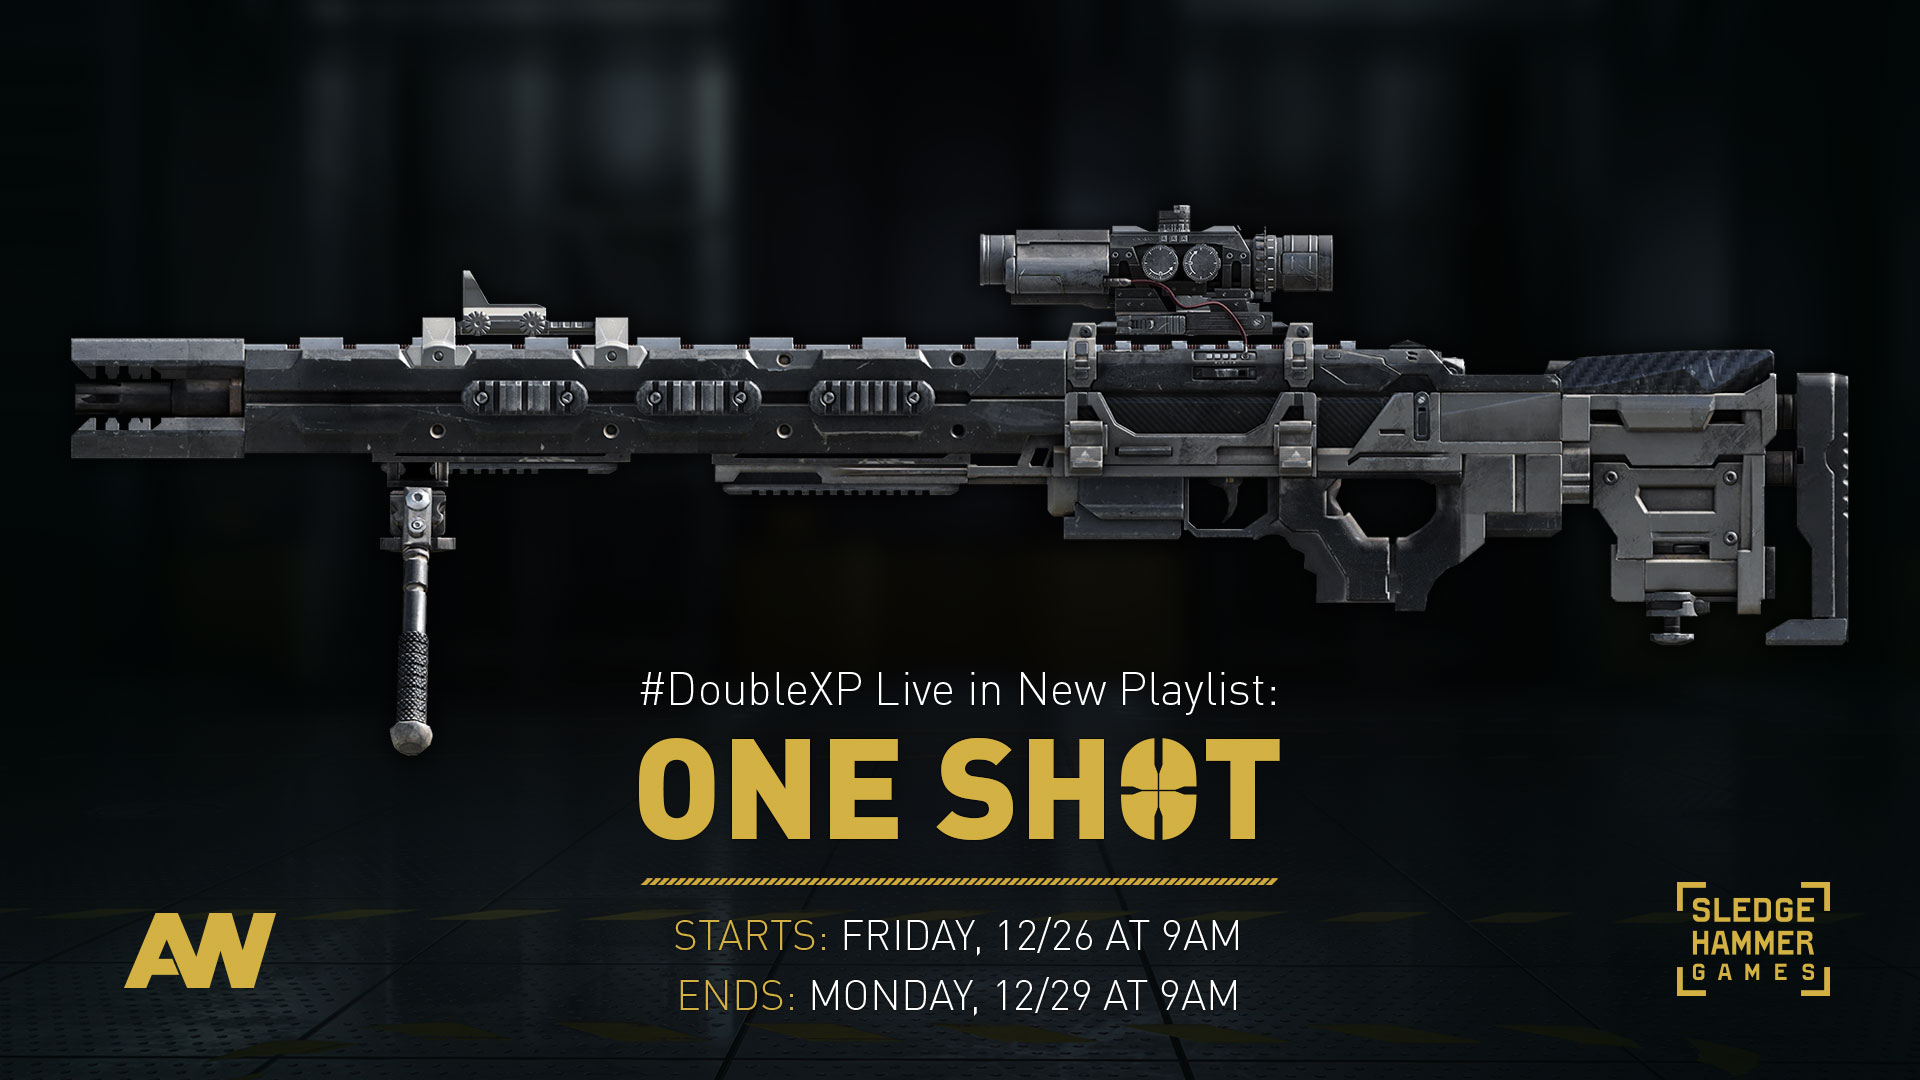 #DoubleXP Live in New Playlist:
ONE SHOT
STARTS: FRIDAY, 12/26 AT 9AM
ENDS: MONDAY, 12/29 AT 9AM
AW
SLEDGE
HAMMER
GAMES